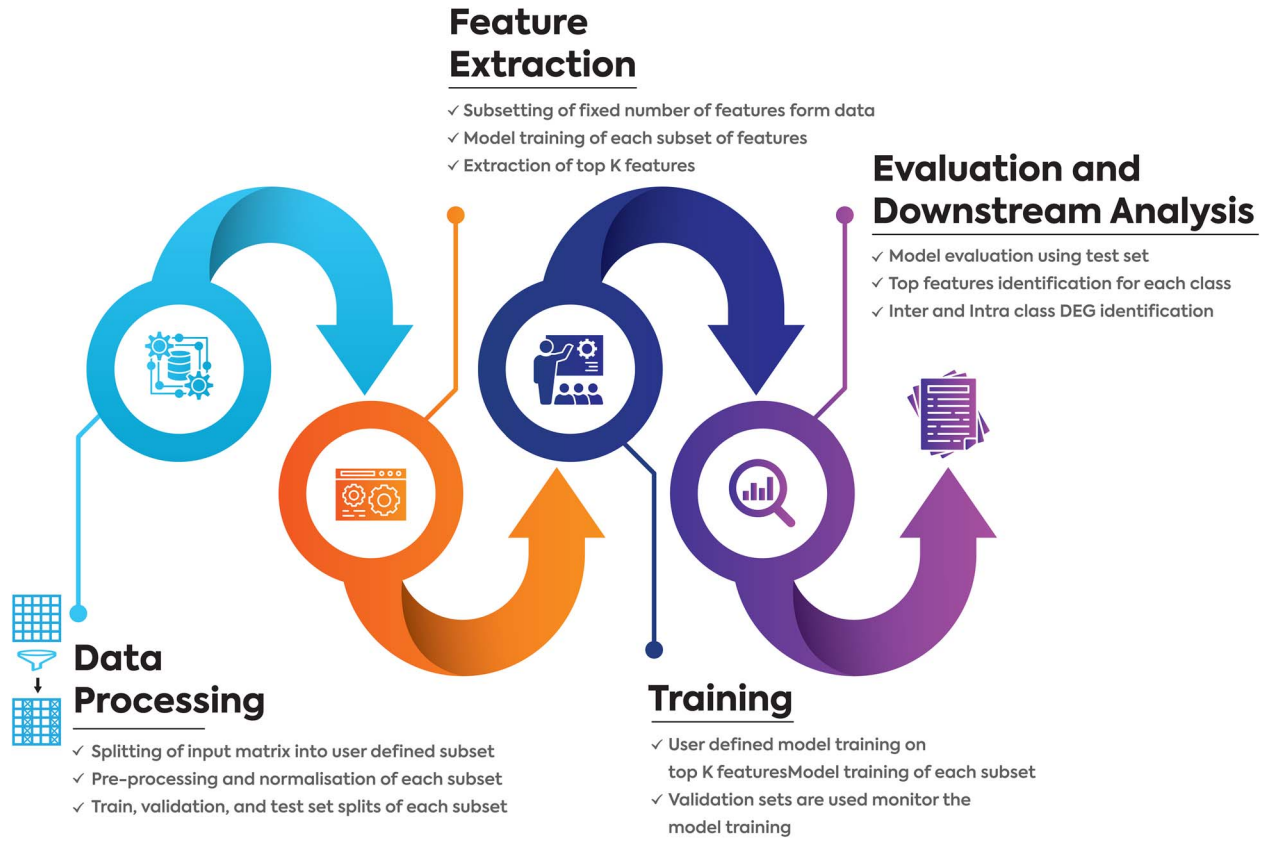 Feature
Extraction
✓ Subsetting of fixed number of features form data
✓ Model training of each subset of features
✓ Extraction of top K features
Evaluation and
Downstream Analysis
✓ Model evaluation using test set
✓ Top features identification for each class
✓ Inter and Intra class DEG identification
Data
Processing
✓ Splitting of input matrix into user defined subset
✓ Pre-processing and normalisation of each subset
✓ Train, validation, and test set splits of each subset
Training
✓ User defined model training on
top K featuresModel training of each subset
✓ Validation sets are used monitor the
model training